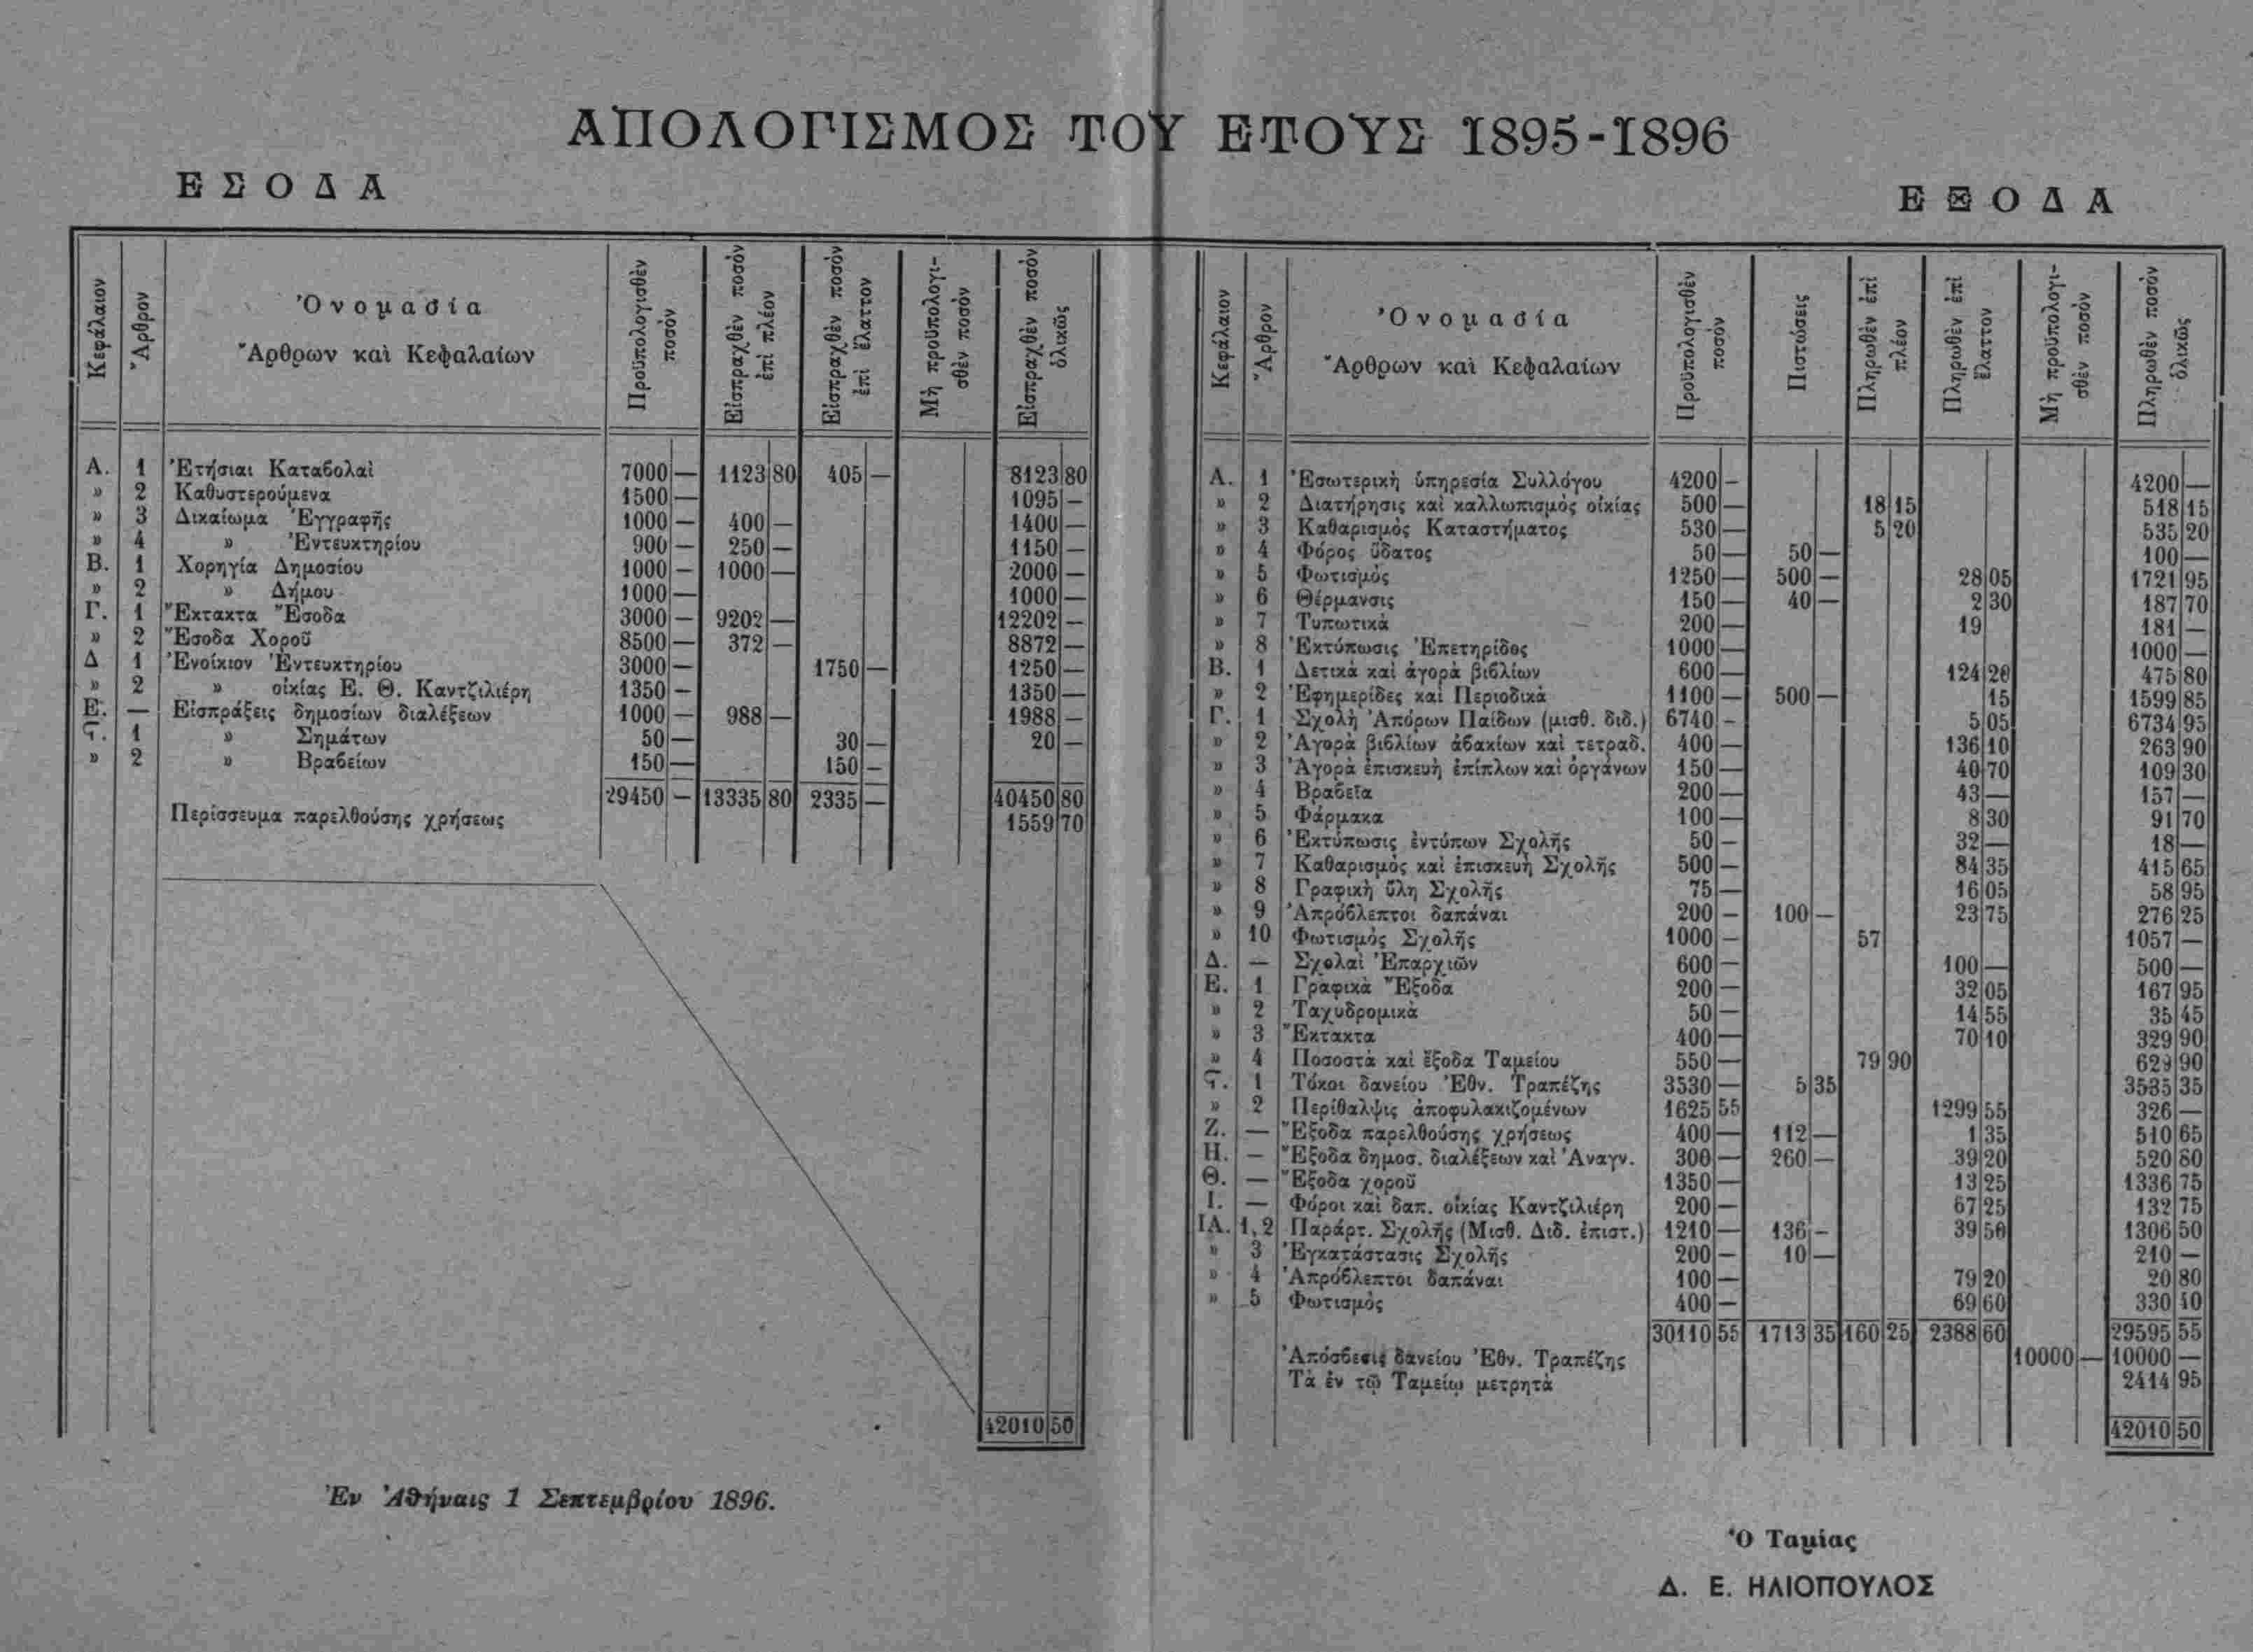 ΑΠΟΛΟΓΙΣΜΟΣ ΤΟΥ ΕΤΟΥΣ 1895-1896
ΕΣΟΔΑ
Κεφάλαιον Ἄρθρον Ὀνομασία Ἄρθρων καὶ Κεφαλαίων Προϋπολογισθὲν ποσόν Εἰσπραχθὲν ποσόν ἐπὶ πλέον Εἰσπραχθὲν ποσόν ἐπὶ ἔλαττον Μὴ προϋπολογισθὲν ποσόν Εἰσπραχθὲν ποσόν ὁλικῶς
Α. 1 Ἐτήσιαι Καταβολαὶ 7000 — 1123 80 405 — 8123 80
» 2 Καθυστερούμενα 1500 — 1095 —
» 3 Δικαίωμα Ἐγγραφῆς 1000 — 400 — 1400 —
» 4 » Ἐντευκτηρίου 900 — 250 — 1150 —
Β. 1 Χορηγία Δημοσίου 1000 — 1000 — 2000 —
» 2 » Δήμου 1000 — 1000 —
Γ. 1 Ἔκτακτα Ἔσοδα 3000 — 9202 — 12202 —
» 2 Ἔσοδα Χοροῦ 8500 — 372 — 8872 —
Δ 1 Ἐνοίκιον Ἐντευκτηρίου 3000 — 1750 — 1250 —
» 2 » οἰκίας Ε. Θ. Καντζιλιέρη 1350 — 1350 —
Ε. — Εἰσπράξεις δημοσίων διαλέξεων 1000 — 988 — 1988 —
Ϛ. 1 » Σημάτων 50 — 30 — 20 —
» 2 » Βραβείων 150 — 150 —
29450 — 13335 80 2335 — 40450 80
Περίσσευμα παρελθούσης χρήσεως 1559 70
42010 50
Ἐν Ἀθήναις 1 Σεπτεμβρίου 1896.
ΕΞΟΔΑ
Κεφάλαιον Ἄρθρον Ὀνομασία Ἄρθρων καὶ Κεφαλαίων Προϋπολογισθὲν ποσόν Πιστώσεις Πληρωθὲν ἐπὶ πλέον Πληρωθὲν ἐπὶ ἔλαττον Μὴ προϋπολογισθὲν ποσόν Πληρωθὲν ποσόν ὁλικῶς
Α. 1 Ἐσωτερικὴ ὑπηρεσία Συλλόγου 4200 — 4200 —
» 2 Διατήρησις καὶ καλλωπισμὸς οἰκίας 500 — 18 15 518 15
» 3 Καθαρισμὸς Καταστήματος 530 — 5 20 535 20
» 4 Φόρος ὕδατος 50 — 50 — 100 —
» 5 Φωτισμὸς 1250 — 500 — 28 05 1721 95
» 6 Θέρμανσις 150 — 40 — 2 30 187 70
» 7 Τυπωτικὰ 200 — 19 181 —
» 8 Ἐκτύπωσις Ἐπετηρίδος 1000 — 1000 —
Β. 1 Δετικὰ καὶ ἀγορὰ βιβλίων 600 — 124 20 475 80
» 2 Ἐφημερίδες καὶ Περιοδικὰ 1100 — 500 — 15 1599 85
Γ. 1 Σχολὴ Ἀπόρων Παίδων (μισθ. διδ.) 6740 — 5 05 6734 95
» 2 Ἀγορὰ βιβλίων ἀβακίων καὶ τετραδ. 400 — 136 10 263 90
» 3 Ἀγορὰ ἐπισκευὴ ἐπίπλων καὶ ὀργάνων 150 — 40 70 109 30
» 4 Βραβεῖα 200 — 43 — 157 —
» 5 Φάρμακα 100 — 8 30 91 70
» 6 Ἐκτύπωσις ἐντύπων Σχολῆς 50 — 32 — 18 —
» 7 Καθαρισμὸς καὶ ἐπισκευὴ Σχολῆς 500 — 84 35 415 65
» 8 Γραφικὴ ὕλη Σχολῆς 75 — 16 05 58 95
» 9 Ἀπρόβλεπτοι δαπάναι 200 — 100 — 23 75 276 25
» 10 Φωτισμὸς Σχολῆς 1000 — 57 1057 —
Δ. — Σχολαὶ Ἐπαρχιῶν 600 — 100 — 500 —
Ε. 1 Γραφικὰ Ἔξοδα 200 — 32 05 167 95
» 2 Ταχυδρομικὰ 50 — 14 55 35 45
» 3 Ἔκτακτα 400 — 70 10 329 90
» 4 Ποσοστὰ καὶ ἔξοδα Ταμείου 550 — 79 90 629 90
Ϛ. 1 Τόκοι δανείου Ἐθν. Τραπέζης 3530 — 5 35 3535 35
» 2 Περίθαλψις ἀποφυλακιζομένων 1625 55 1299 55 326 —
Ζ. — Ἔξοδα παρελθούσης χρήσεως 400 — 112 — 1 35 510 65
Η. — Ἔξοδα δημοσ. διαλέξεων καὶ Ἀναγν. 300 — 260 — 39 20 520 80
Θ. — Ἔξοδα χοροῦ 1350 — 13 25 1336 75
Ι. — Φόροι καὶ δαπ. οἰκίας Καντζιλιέρη 200 — 67 25 132 75
ΙΑ. 1,2 Παράρτ. Σχολῆς (Μισθ. Διδ. ἐπιστ.) 1210 — 136 — 39 50 1306 50
» 3 Ἐγκατάστασις Σχολῆς 200 — 10 — 210 —
» 4 Ἀπρόβλεπτοι δαπάναι 100 — 79 20 20 80
» 5 Φωτισμὸς 400 — 69 60 330 40
30110 55 1713 35 160 25 2388 60 29595 55
Ἀπόσβεσις δανείου Ἐθν. Τραπέζης 10000 — 10000 —
Τὰ ἐν τῷ Ταμείῳ μετρητὰ 2414 95
42010 50
Ὁ Ταμίας
Δ. Ε. ΗΛΙΟΠΟΥΛΟΣ